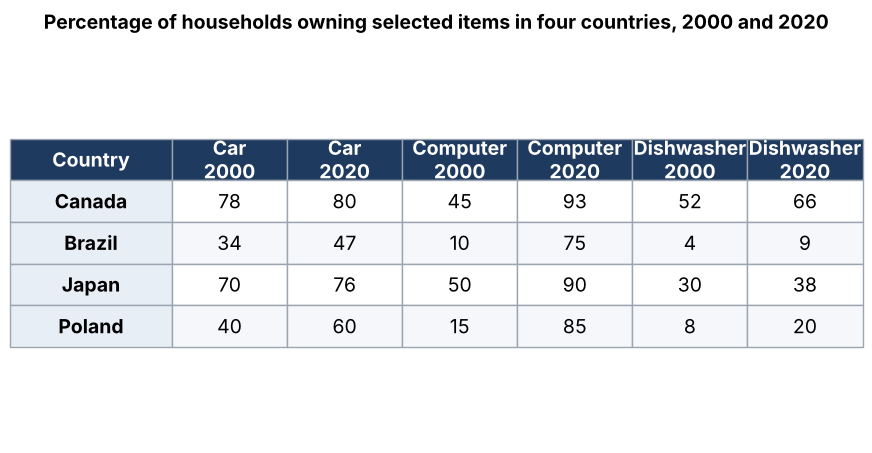 Percentage of households owning selected items in four countries, 2000 and 2020
Country Car 2000 Car 2020 Computer 2000 Computer 2020 Dishwasher 2000 Dishwasher 2020
Canada 78 80 45 93 52 66
Brazil 34 47 10 75 4 9
Japan 70 76 50 90 30 38
Poland 40 60 15 85 8 20